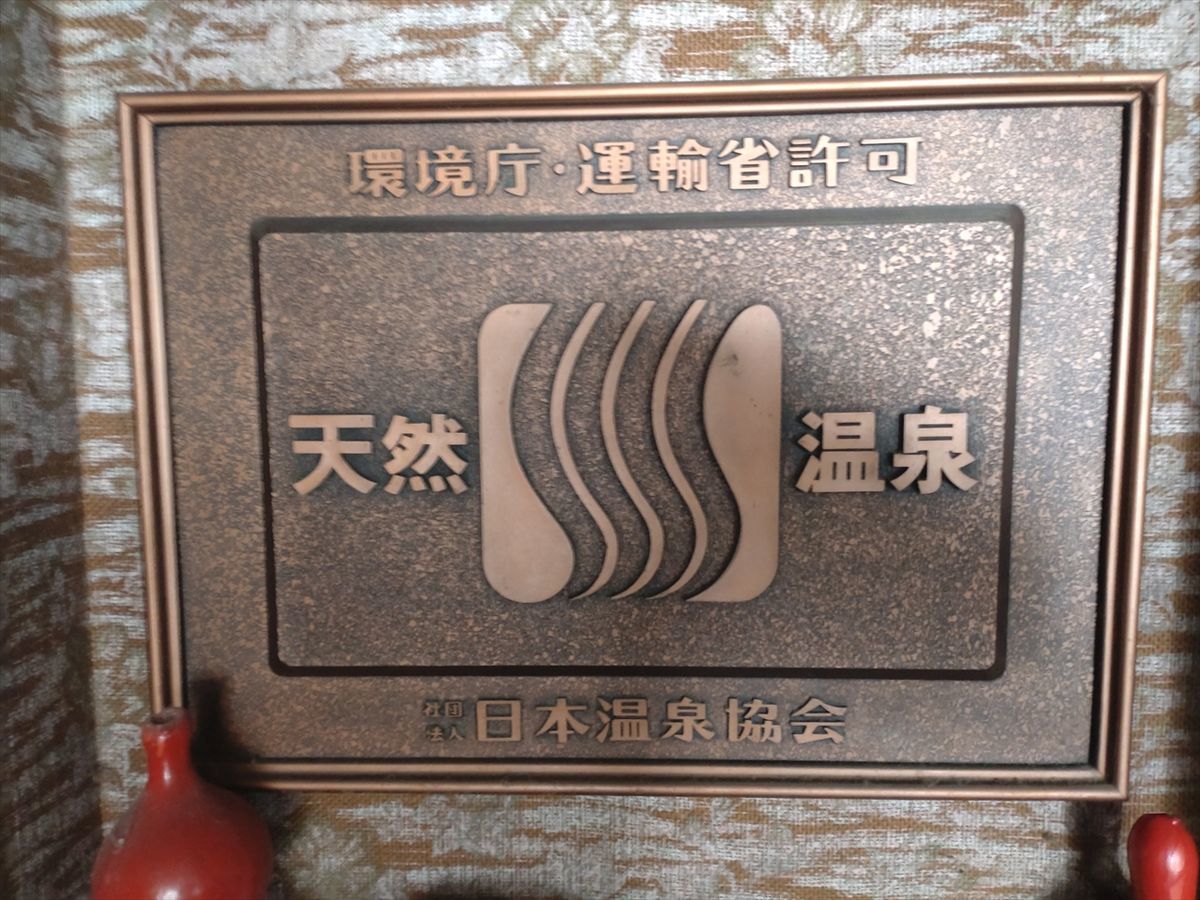 環境庁・運輸省許可
天然 温泉
社団法人 日本温泉協会